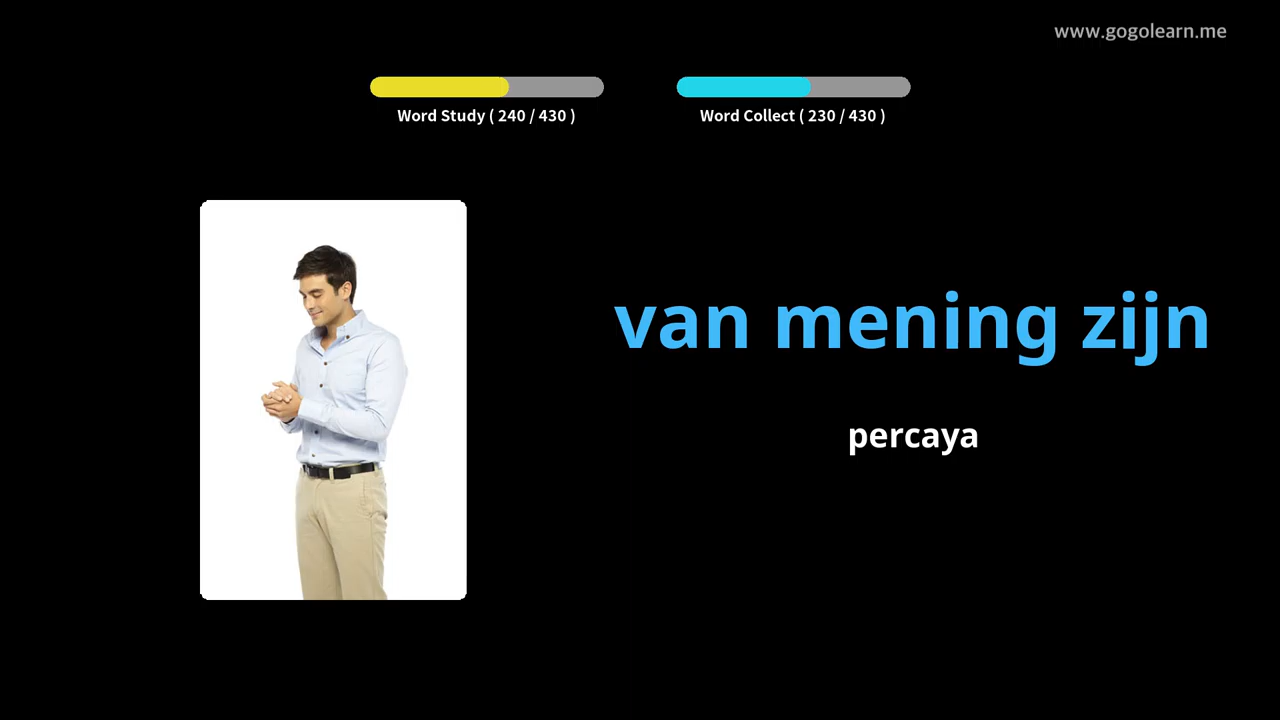 www.gogolearn.me
Word Study ( 240 / 430 )
Word Collect ( 230 / 430 )
van mening zijn
percaya